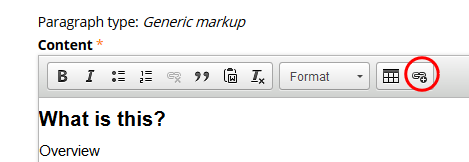 Paragraph type: Generic markup
Content *
B I Format
What is this?
Overview